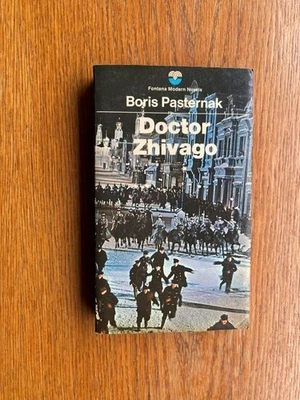 Fontana Modern Novels
Boris Pasternak
Doctor
Zhivago